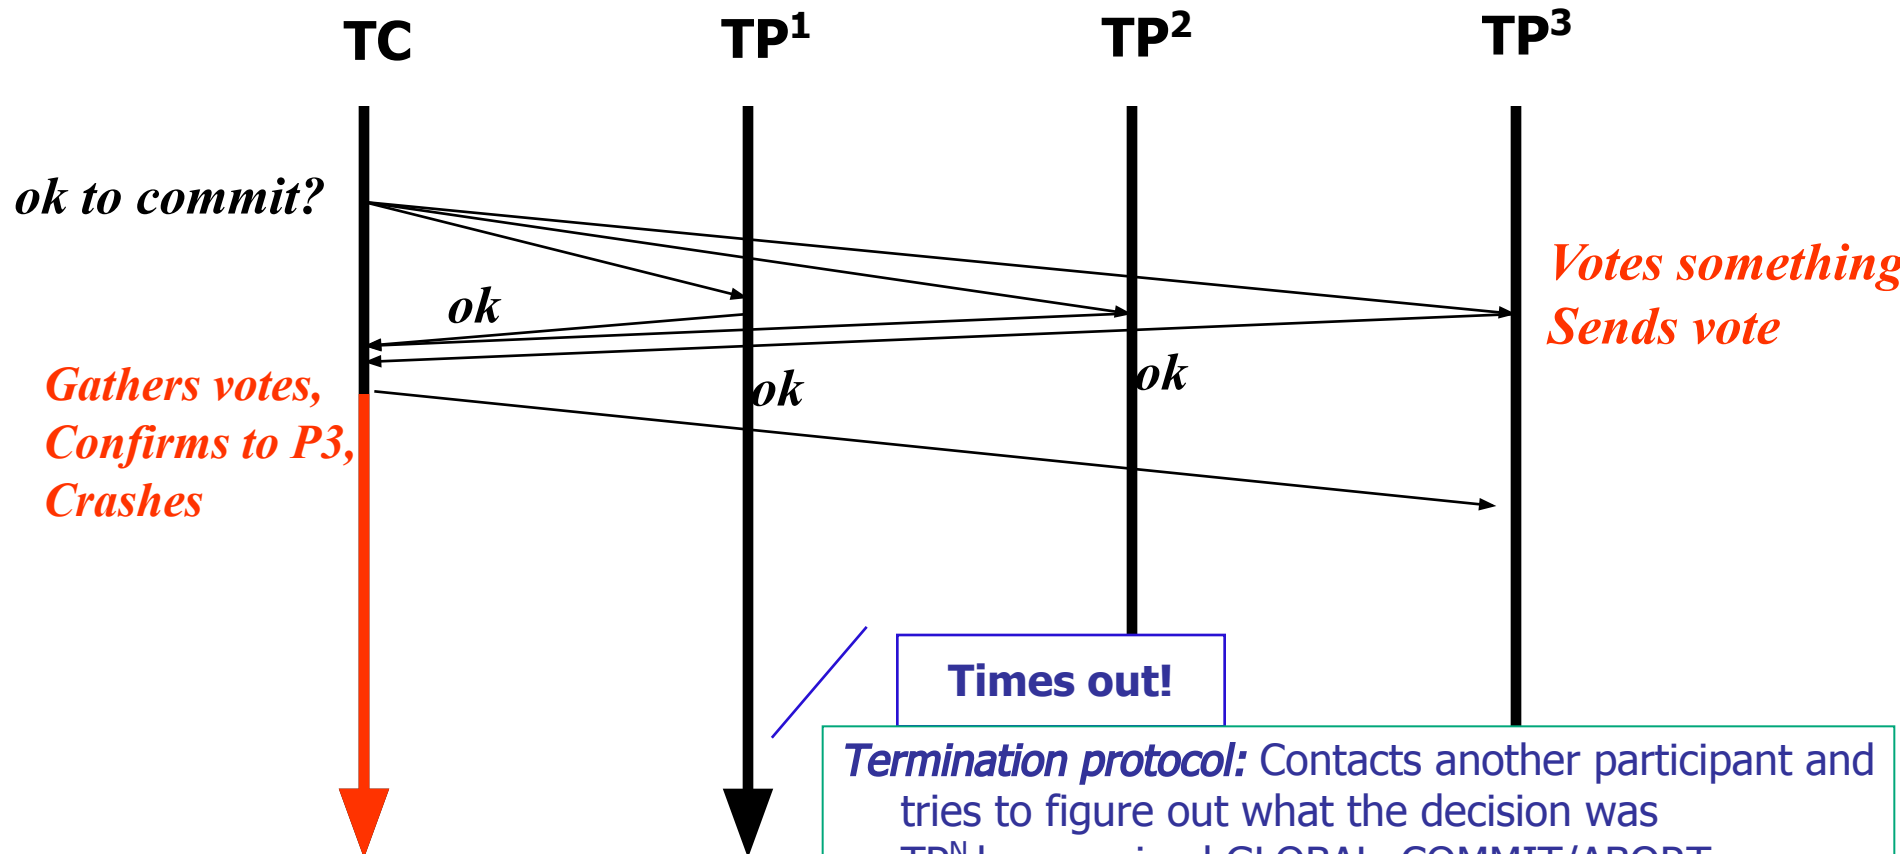 TC
TP¹
TP²
TP³
ok to commit?
Votes something
Sends vote
ok
ok
ok
Gathers votes,
Confirms to P3,
Crashes
Times out!
Termination protocol: Contacts another participant and
tries to figure out what the decision was